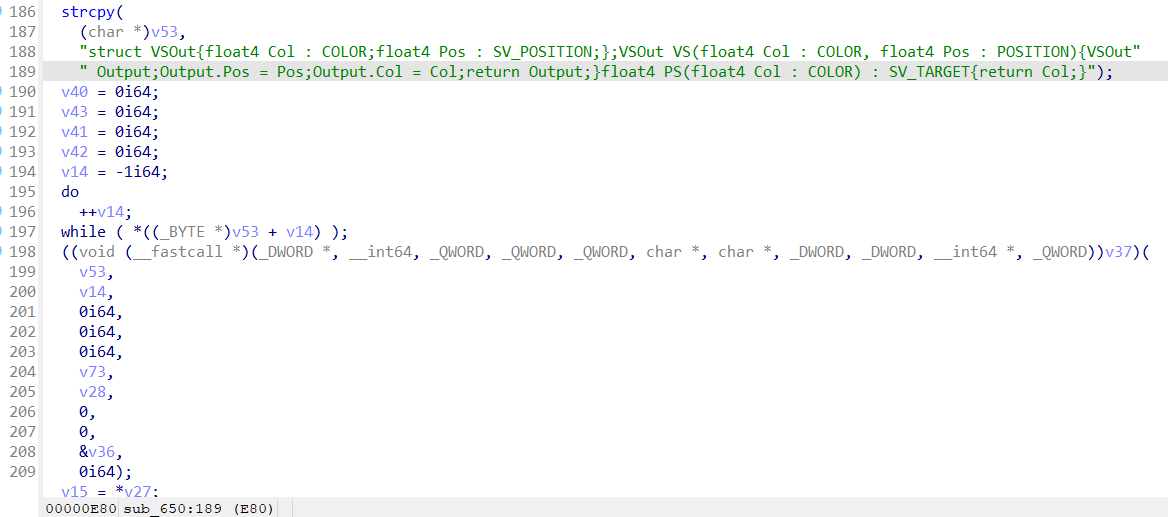 186 strcpy(
187 (char *)v53,
188 "struct VSOut{float4 Col : COLOR;float4 Pos : SV_POSITION;};VSOut VS(float4 Col : COLOR, float4 Pos : POSITION){VSOut"
189 " Output;Output.Pos = Pos;Output.Col = Col;return Output;}float4 PS(float4 Col : COLOR) : SV_TARGET{return Col;}");
190 v40 = 0i64;
191 v43 = 0i64;
192 v41 = 0i64;
193 v42 = 0i64;
194 v14 = -1i64;
195 do
196 ++v14;
197 while ( *((_BYTE *)v53 + v14) );
198 ((void (__fastcall *)(_DWORD *, __int64, _QWORD, _QWORD, _QWORD, char *, char *, _DWORD, _DWORD, __int64 *, _QWORD))v37)(
199 v53,
200 v14,
201 0i64,
202 0i64,
203 0i64,
204 v73,
205 v28,
206 0,
207 0,
208 &v36,
209 0i64);
v15 = *v27;
00000E80 sub_650:189 (E80)